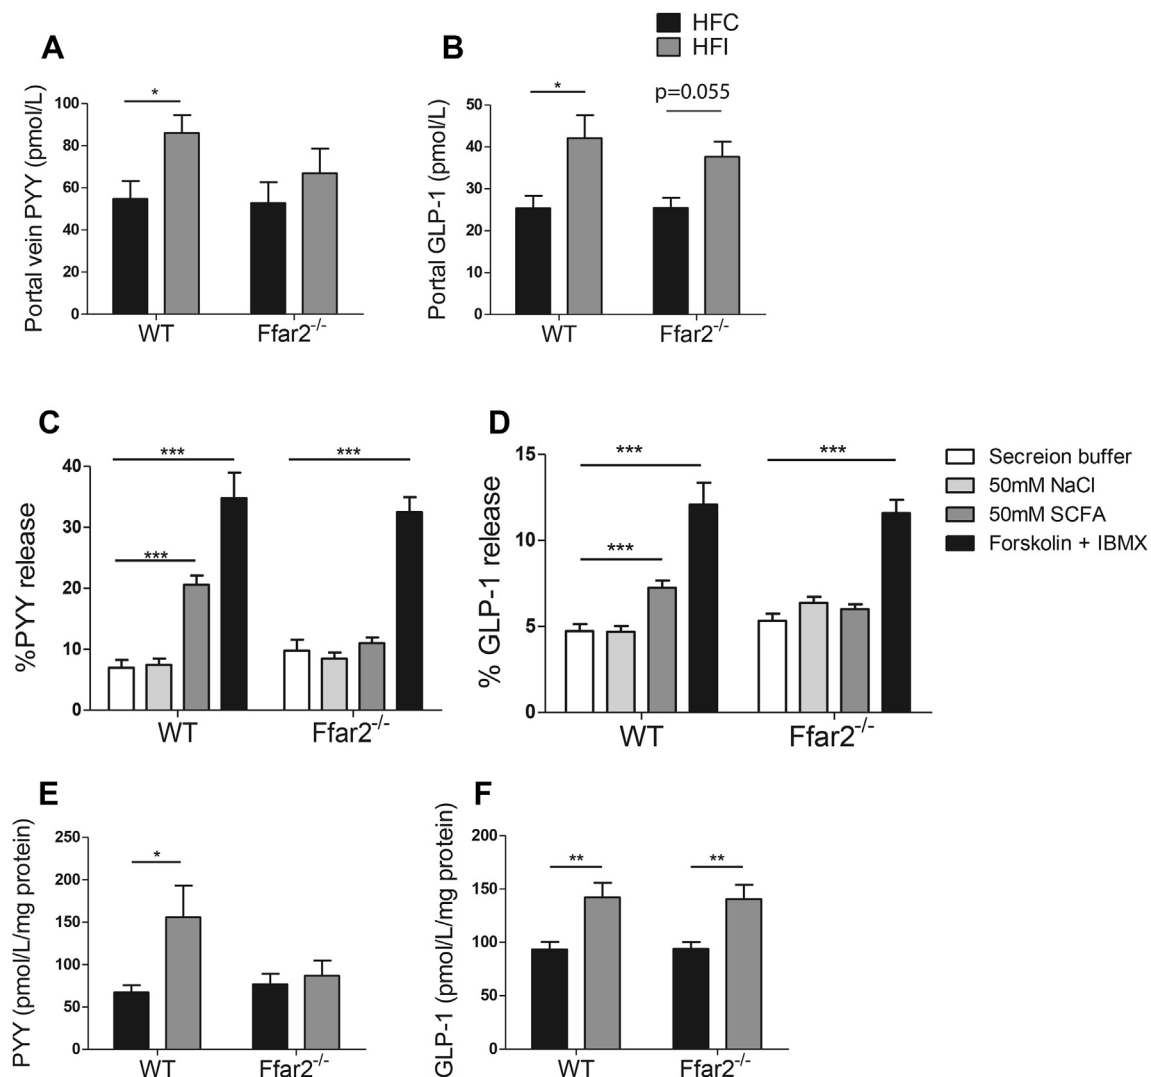 HFC
HFI
A
Portal vein PYY (pmol/L)
100
80
60
40
20
0
*
WT
Ffar2-/-
B
Portal GLP-1 (pmol/L)
50
40
30
20
10
0
*
p=0.055
WT
Ffar2-/-
C
%PYY release
40
30
20
10
0
***
***
***
WT
Ffar2-/-
D
% GLP-1 release
15
10
5
0
***
***
***
WT
Ffar2-/-
Secreion buffer
50mM NaCl
50mM SCFA
Forskolin + IBMX
E
PYY (pmol/L/mg protein)
250
200
150
100
50
0
*
WT
Ffar2-/-
F
GLP-1 (pmol/L/mg protein)
200
150
100
50
0
**
**
WT
Ffar2-/-